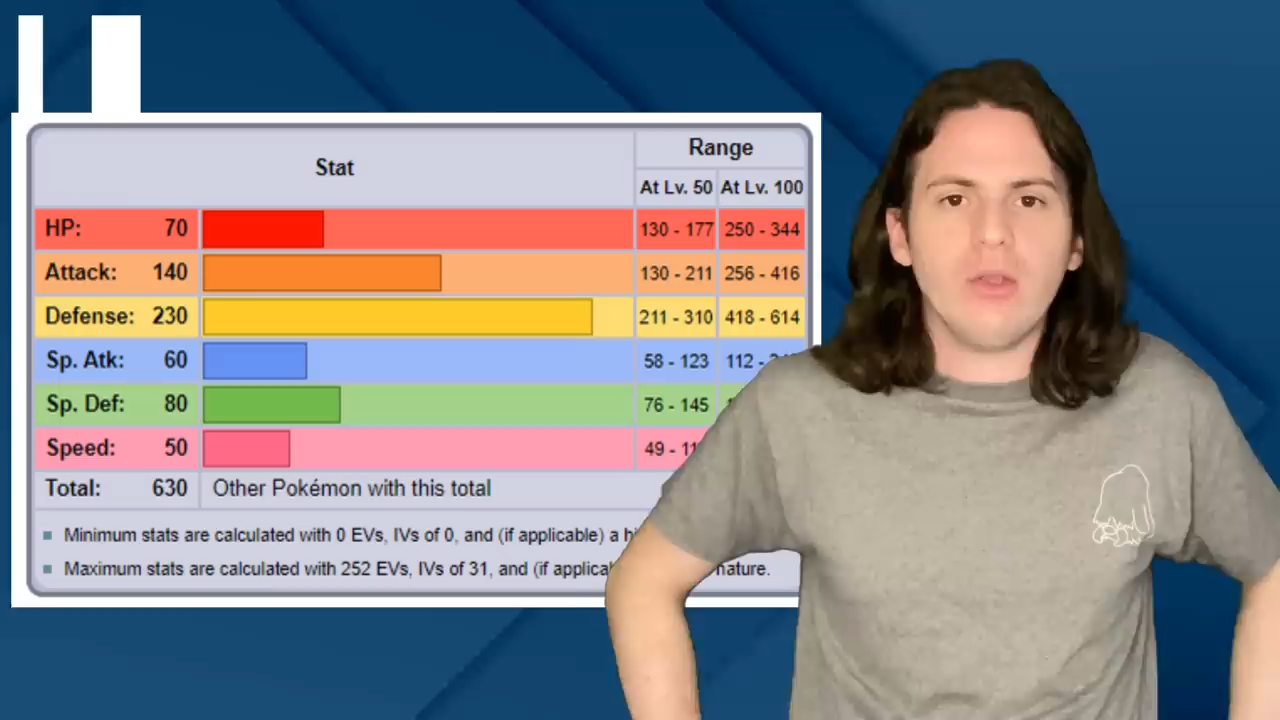 Stat Range
At Lv. 50 At Lv. 100
HP: 70 130 - 177 250 - 344
Attack: 140 130 - 211 256 - 416
Defense: 230 211 - 310 418 - 614
Sp. Atk: 60 58 - 123 112 -
Sp. Def: 80 76 - 145
Speed: 50 49 -
Total: 630 Other Pokémon with this total
Minimum stats are calculated with 0 EVs, IVs of 0, and (if applicable) a
Maximum stats are calculated with 252 EVs, IVs of 31, and (if nature.